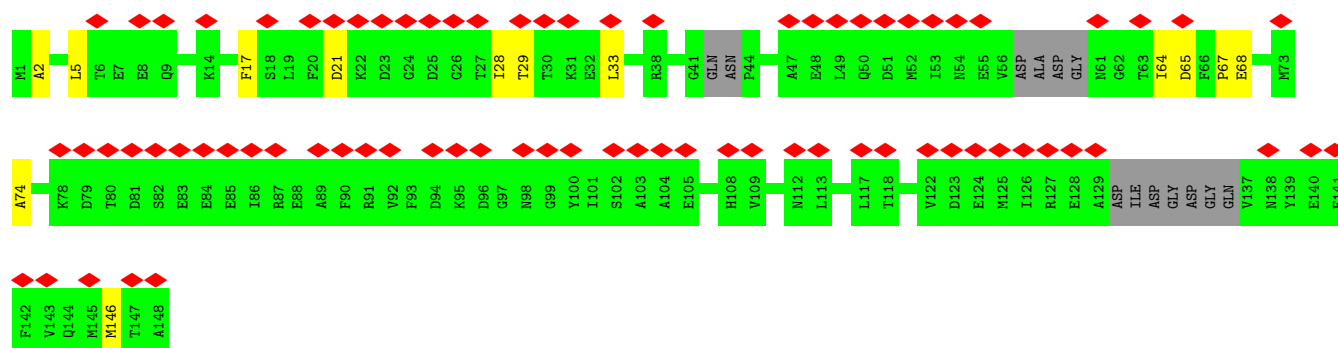 M1 A2 L5 T6 E7 E8 Q9 K14 F17 S18 L19 F20 D21 K22 D23 G24 D25 G26 T27 I28 T29 T30 K31 E32 L33 R38 G41 GLN ASN P44 A47 E48 L49 Q50 D51 M52 I53 N54 E55 V56 ASP ALA ASP GLY N61 G62 T63 I64 D65 F66 P67 E68 M73
A74 K78 D79 T80 D81 S82 E83 E84 E85 I86 R87 E88 A89 F90 R91 V92 F93 D94 K95 D96 G97 N98 G99 Y100 I101 S102 A103 A104 E105 H108 V109 N112 L113 L117 T118 V122 D123 E124 M125 I126 R127 E128 A129 ASP ILE ASP GLY ASP GLY GLN V137 N138 Y139 E140 E141
F142 V143 Q144 M145 M146 T147 A148